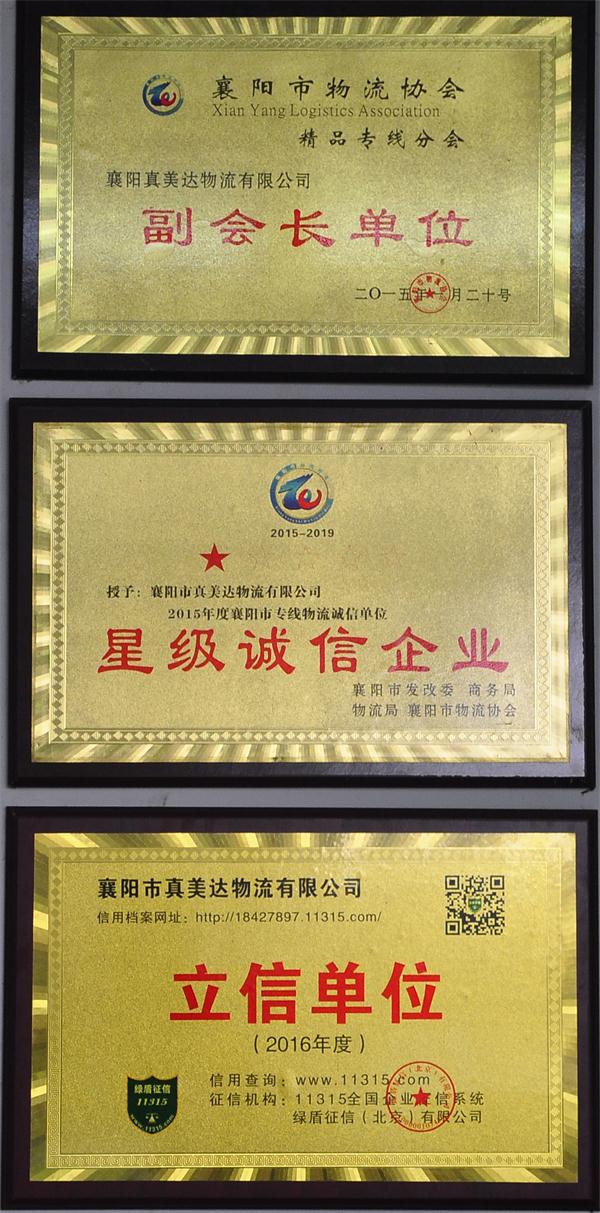 襄阳市物流协会
Xian Yang Logistics Association
精品专线分会
襄阳真美达物流有限公司
副会长单位
二〇一五年一月二十号
2015-2019
授予：襄阳市真美达物流有限公司
2015年度襄阳市专线物流诚信单位
星级诚信企业
襄阳市发改委 商务局
物流局 襄阳市物流协会
襄阳市真美达物流有限公司
信用档案网址：http://18427897.11315.com/
立信单位
（2016年度）
绿盾征信
11315
www.11315.com
信用查询：www.11315.com
征信机构：11315全国企业征信系统
绿盾征信（北京）有限公司